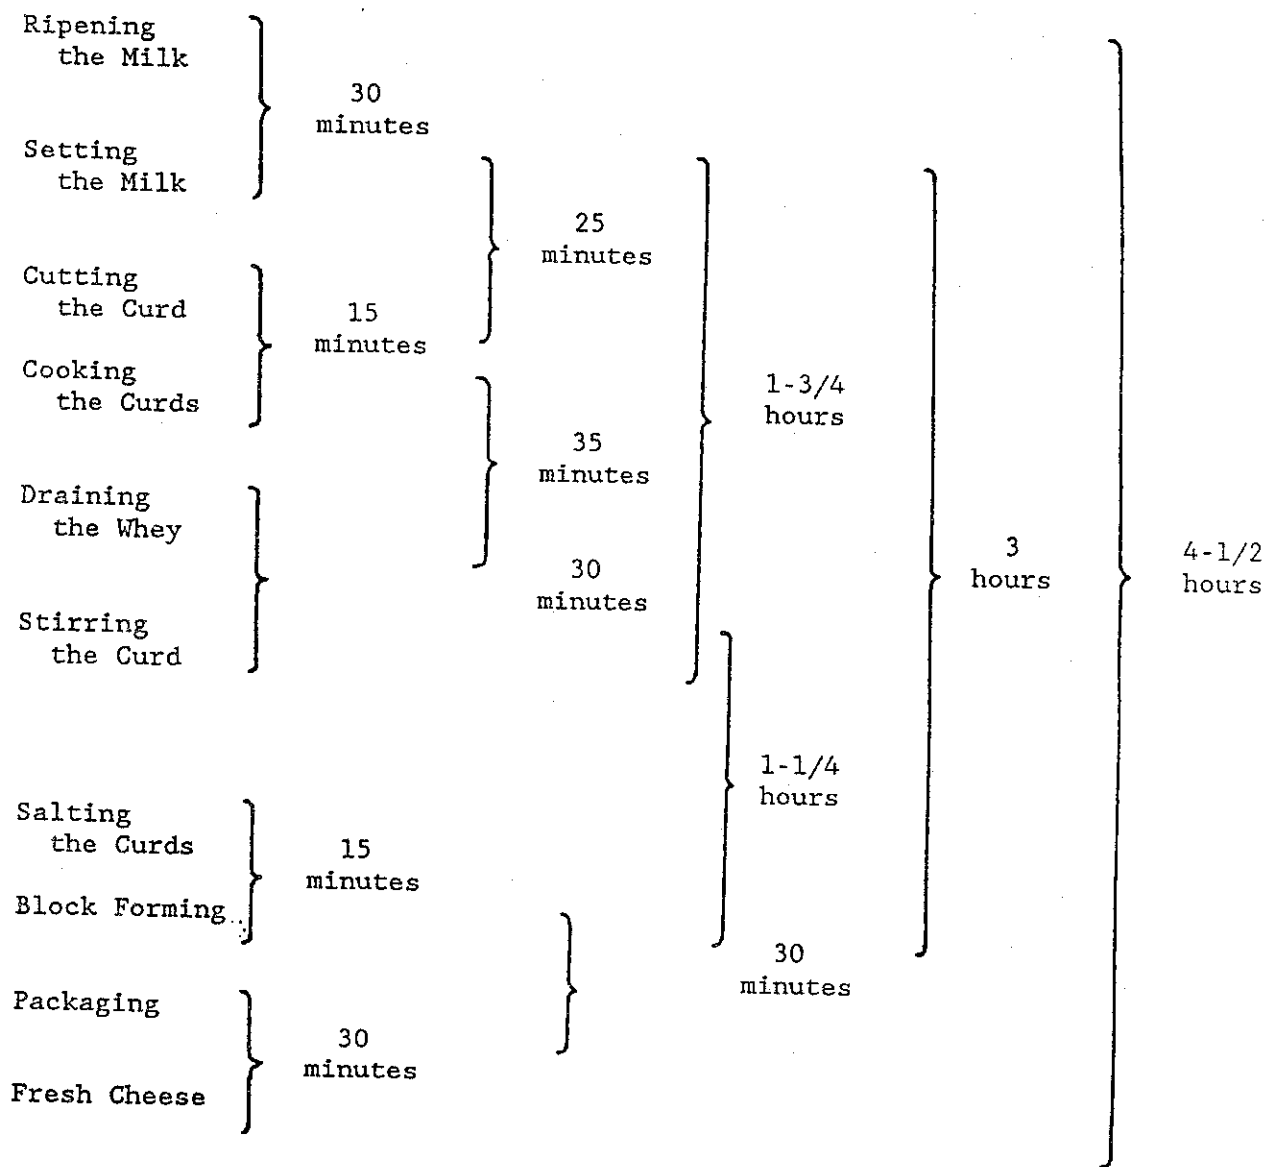 Ripening
the Milk
30
minutes
Setting
the Milk
25
minutes
Cutting
the Curd
15
minutes
Cooking
the Curds
1-3/4
hours
35
minutes
Draining
the Whey
30
minutes
3
hours
4-1/2
hours
Stirring
the Curd
1-1/4
hours
Salting
the Curds
15
minutes
Block Forming
30
minutes
Packaging
30
minutes
Fresh Cheese